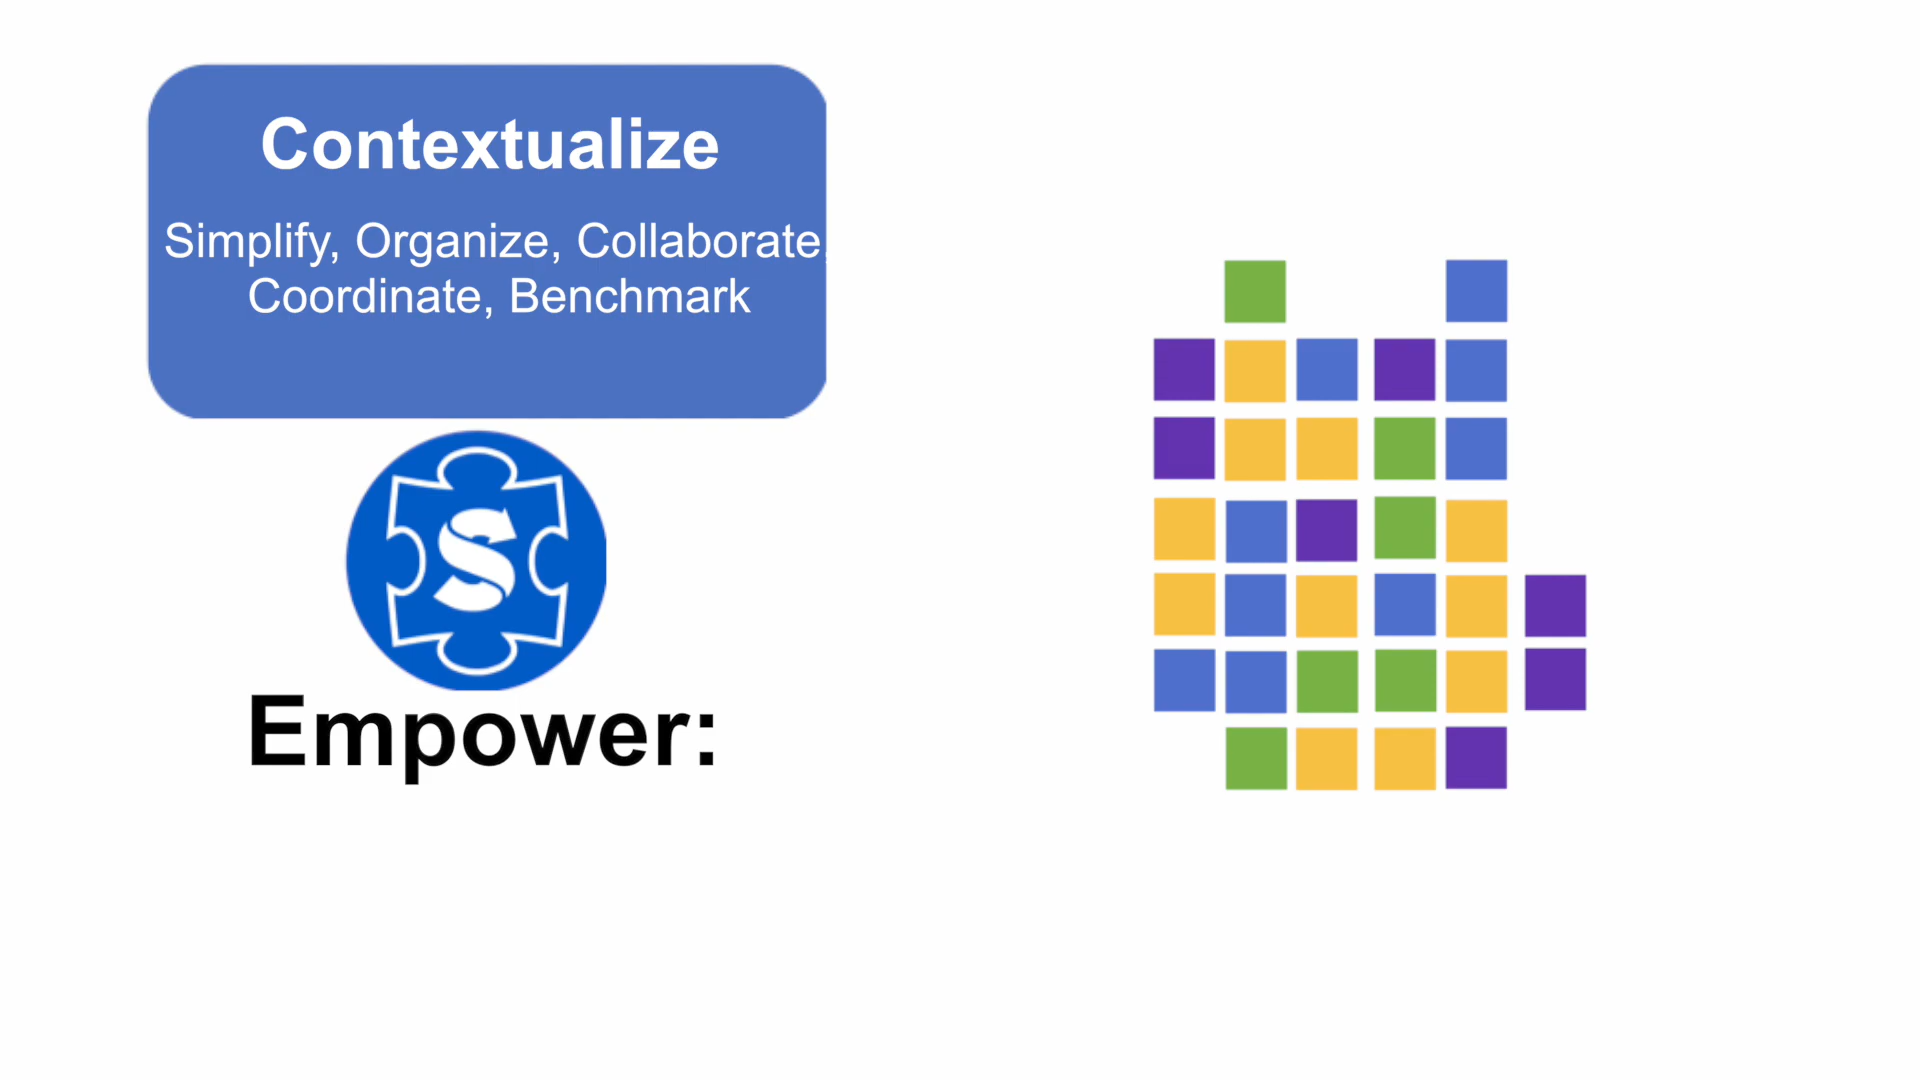 Contextualize
Simplify, Organize, Collaborate,
Coordinate, Benchmark
S
Empower: